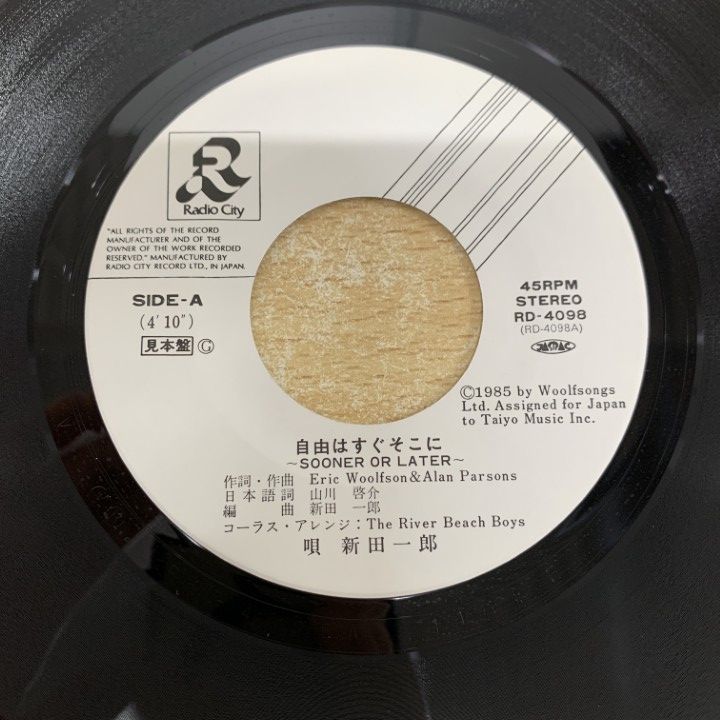 R
Radio City
"ALL RIGHTS OF THE RECORD
MANUFACTURER AND OF THE
OWNER OF THE WORK RECORDED
RESERVED." MANUFACTURED BY
RADIO CITY RECORD LTD., IN JAPAN.
SIDE-A
(4'10")
見本盤 Ⓖ
45RPM
STEREO
RD-4098
(RD-4098A)
JASRAC
©1985 by Woolfsongs
Ltd. Assigned for Japan
to Taiyo Music Inc.
自由はすぐそこに
~SOONER OR LATER~
作詞・作曲 Eric Woolfson&Alan Parsons
日本語詞 山川 啓介
編 曲 新田 一郎
コーラス・アレンジ:The River Beach Boys
唄 新田一郎